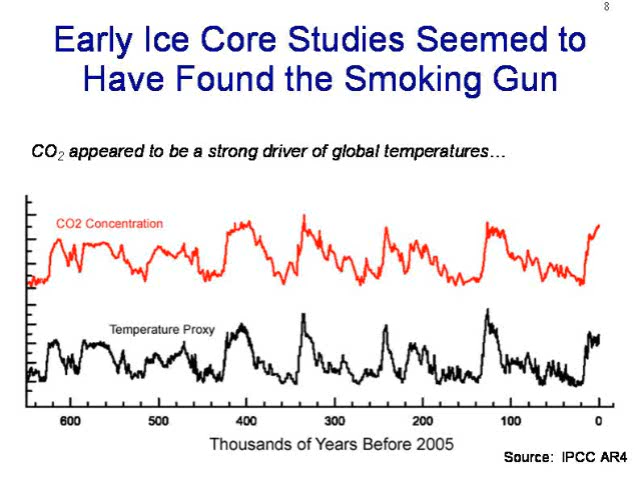 8
Early Ice Core Studies Seemed to
Have Found the Smoking Gun
CO₂ appeared to be a strong driver of global temperatures…
CO2 Concentration
Temperature Proxy
600 500 400 300 200 100 0
Thousands of Years Before 2005
Source: IPCC AR4